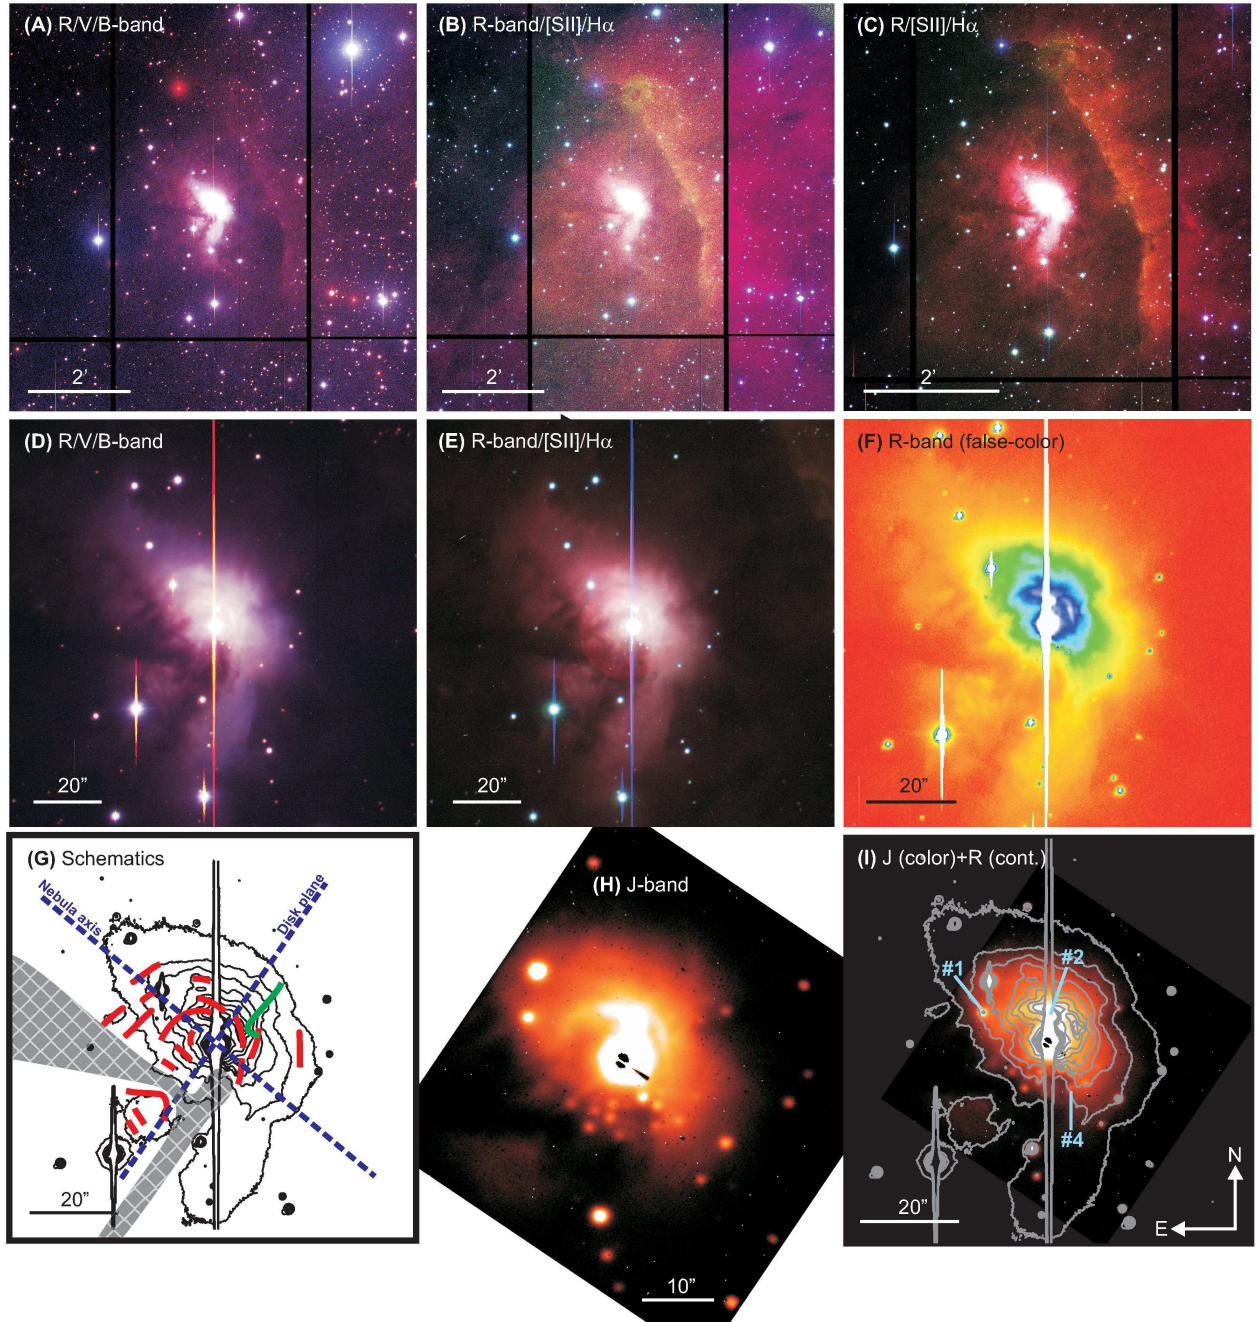 (A) R/V/B-band
2’
(B) R-band/[SII]/Hα
2’
(C) R/[SII]/Hα
2’
(D) R/V/B-band
20”
(E) R-band/[SII]/Hα
20”
(F) R-band (false-color)
20”
(G) Schematics
Nebula axis
Disk plane
20”
(H) J-band
10”
(I) J (color)+R (cont.)
#1
#2
#4
20”
N
E